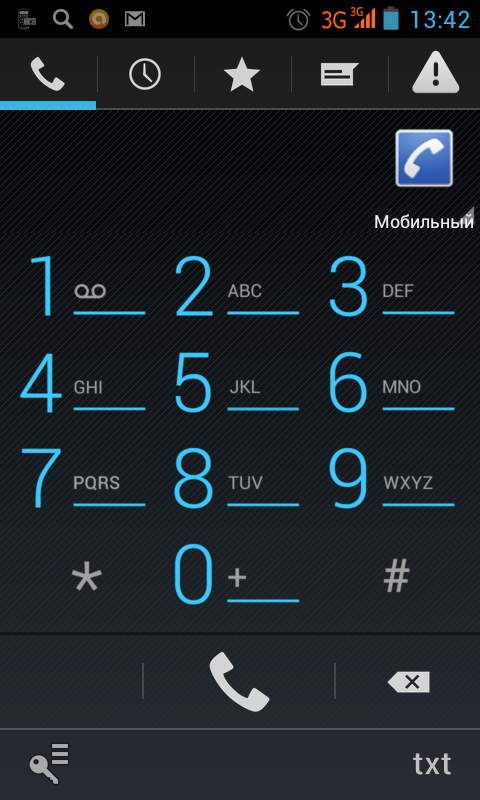 3G 3G 13:42
Мобильный
1 2 ABC 3 DEF
4 GHI 5 JKL 6 MNO
7 PQRS 8 TUV 9 WXYZ
* 0 + #
txt